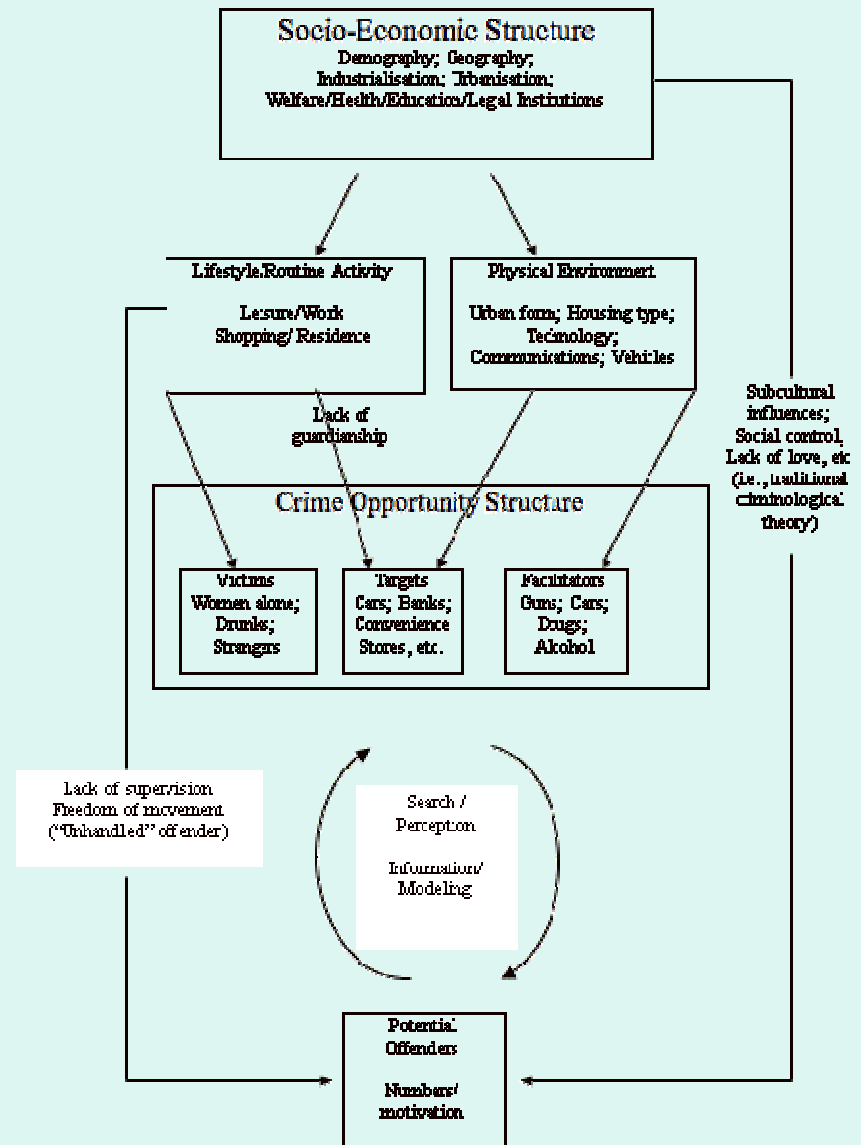 Socio-Economic Structure
Demography; Geography;
Industrialisation; Urbanisation;
Welfare/Health/Education/Legal Institutions
Lifestyle/Routine Activity
Leisure/Work
Shopping/ Residence
Physical Environment
Urban form; Housing type;
Technology;
Communications; Vehicles
Lack of
guardianship
Subcultural
influences;
Social control,
Lack of love, etc
(i.e., traditional
criminological
theory)
Crime Opportunity Structure
Victims
Women alone;
Drunks;
Strangers
Targets
Cars; Banks;
Convenience
Stores, etc.
Facilitators
Guns; Cars;
Drugs;
Alcohol
Lack of supervision
Freedom of movement
("Unhandled" offender)
Search /
Perception
Information/
Modeling
Potential
Offenders
Numbers/
motivation